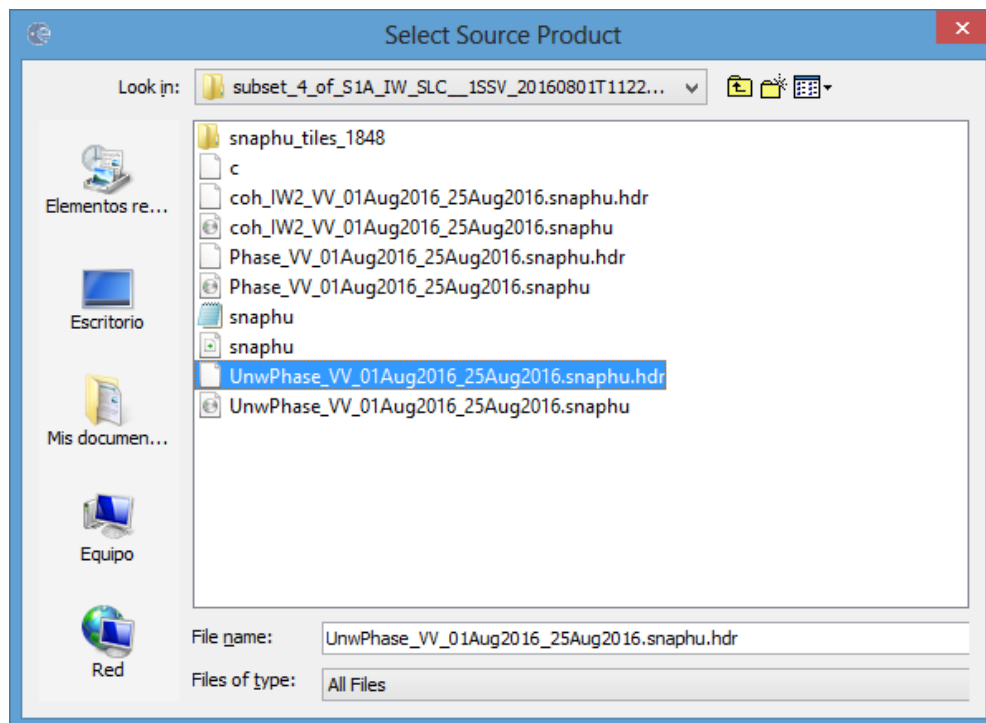 Select Source Product
Look in: subset_4_of_S1A_IW_SLC__1SSV_20160801T1122...
snaphu_tiles_1848
c
coh_IW2_VV_01Aug2016_25Aug2016.snaphu.hdr
coh_IW2_VV_01Aug2016_25Aug2016.snaphu
Phase_VV_01Aug2016_25Aug2016.snaphu.hdr
Phase_VV_01Aug2016_25Aug2016.snaphu
snaphu
snaphu
UnwPhase_VV_01Aug2016_25Aug2016.snaphu.hdr
UnwPhase_VV_01Aug2016_25Aug2016.snaphu
Elementos re...
Escritorio
Mis documen...
Equipo
Red
File name: UnwPhase_VV_01Aug2016_25Aug2016.snaphu.hdr
Files of type: All Files